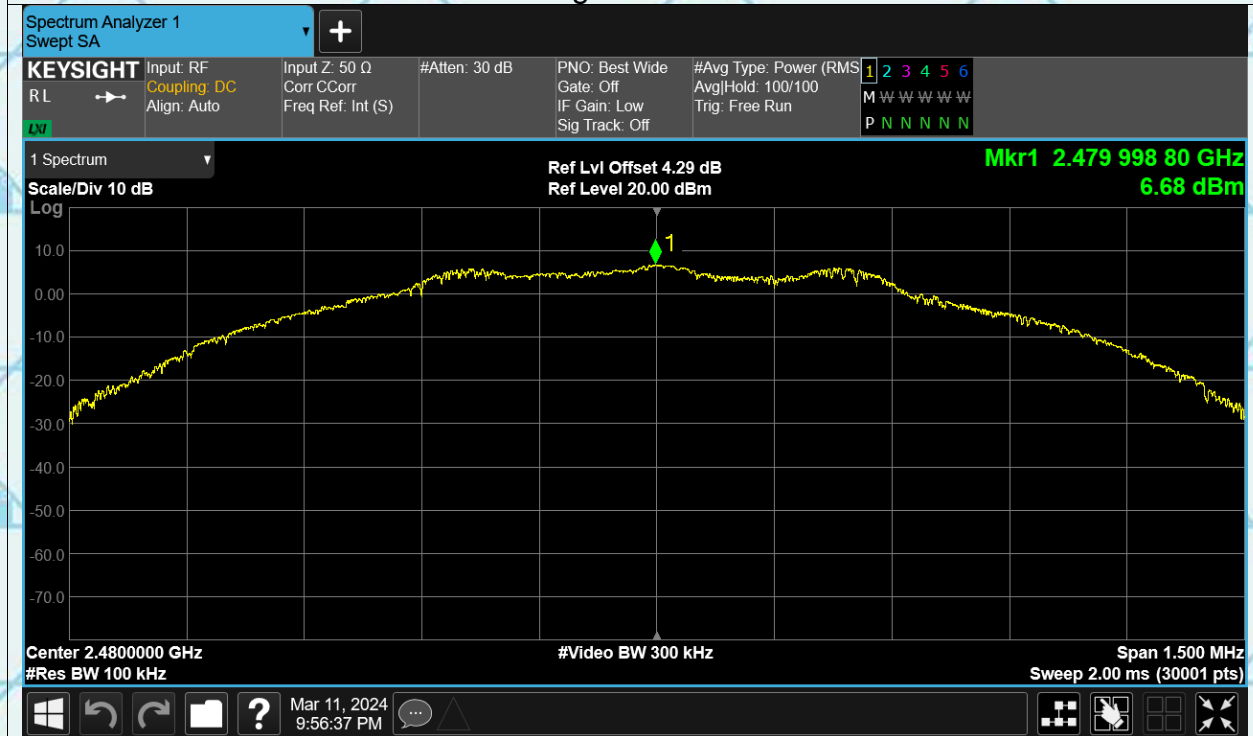 Spectrum Analyzer 1
Swept SA
KEYSIGHT
RL
LXI
Input: RF
Coupling: DC
Align: Auto
Input Z: 50 Ω
Corr CCorr
Freq Ref: Int (S)
#Atten: 30 dB
PNO: Best Wide
Gate: Off
IF Gain: Low
Sig Track: Off
#Avg Type: Power (RMS
Avg|Hold: 100/100
Trig: Free Run
1 2 3 4 5 6
M W W W W W
P N N N N N
1 Spectrum
Scale/Div 10 dB
Log
Ref Lvl Offset 4.29 dB
Ref Level 20.00 dBm
Mkr1 2.479 998 80 GHz
6.68 dBm
1
10.0
0.00
-10.0
-20.0
-30.0
-40.0
-50.0
-60.0
-70.0
Center 2.4800000 GHz
#Res BW 100 kHz
#Video BW 300 kHz
Span 1.500 MHz
Sweep 2.00 ms (30001 pts)
?
Mar 11, 2024
9:56:37 PM